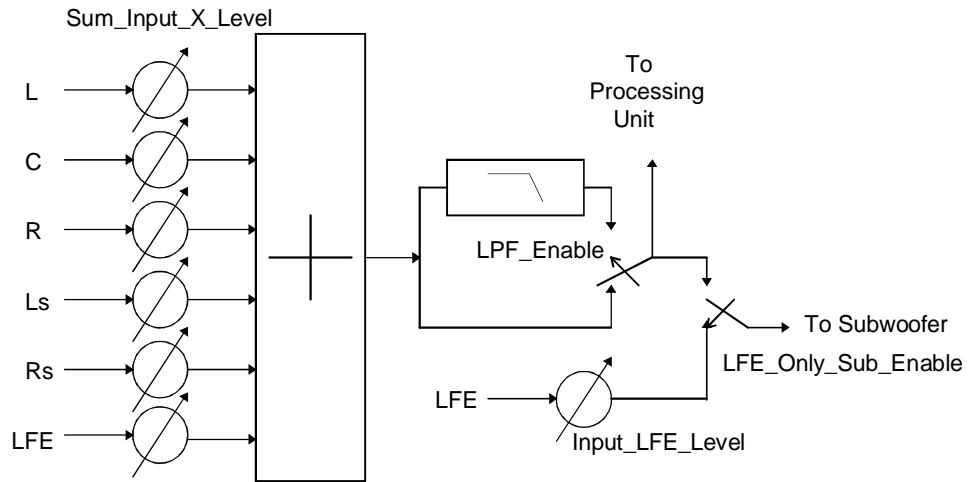 Sum_Input_X_Level
L
C
R
Ls
Rs
LFE
To
Processing
Unit
LPF_Enable
To Subwoofer
LFE_Only_Sub_Enable
LFE
Input_LFE_Level